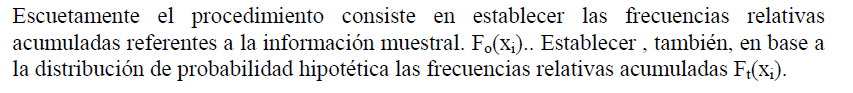 Escuetamente el procedimiento consiste en establecer las frecuencias relativas
acumuladas referentes a la información muestral. Fₒ(xᵢ).. Establecer , también, en base a
la distribución de probabilidad hipotética las frecuencias relativas acumuladas Fₜ(xᵢ).